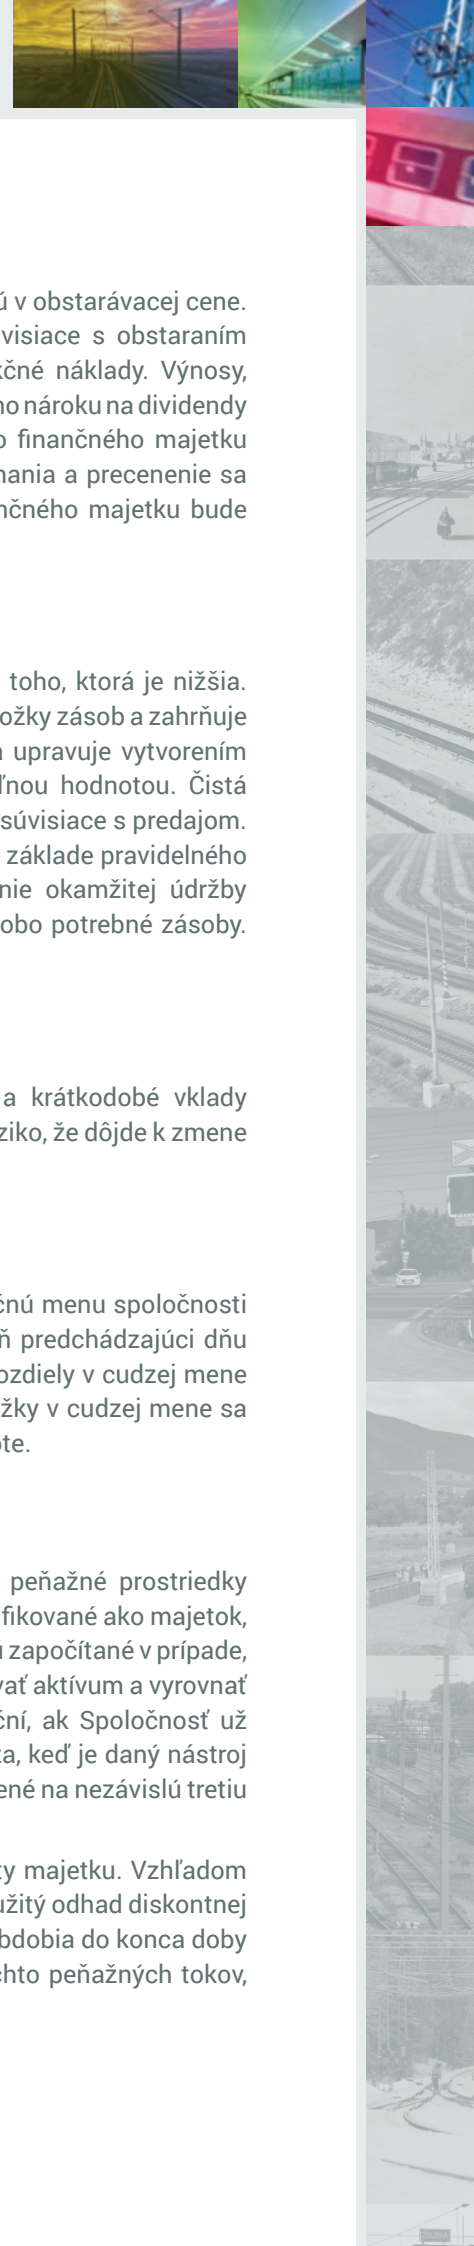 v obstarávacej cene.
visiace s obstaraním
čné náklady. Výnosy,
ho nároku na dividendy
o finančného majetku
nania a precenenie sa
nčného majetku bude
toho, ktorá je nižšia.
ožky zásob a zahrňuje
upravuje vytvorením
ľnou hodnotou. Čistá
súvisiace s predajom.
základe pravidelného
nie okamžitej údržby
obo potrebné zásoby.
a krátkodobé vklady
ziko, že dôjde k zmene
čnú menu spoločnosti
ň predchádzajúci dňu
ozdiely v cudzej mene
žky v cudzej mene sa
te.
peňažné prostriedky
fikované ako majetok,
započítané v prípade,
vať aktívum a vyrovnať
ční, ak Spoločnosť už
ta, keď je daný nástroj
ené na nezávislú tretiu
ty majetku. Vzhľadom
užitý odhad diskontnej
bdobia do konca doby
chto peňažných tokov,
ŽILINA